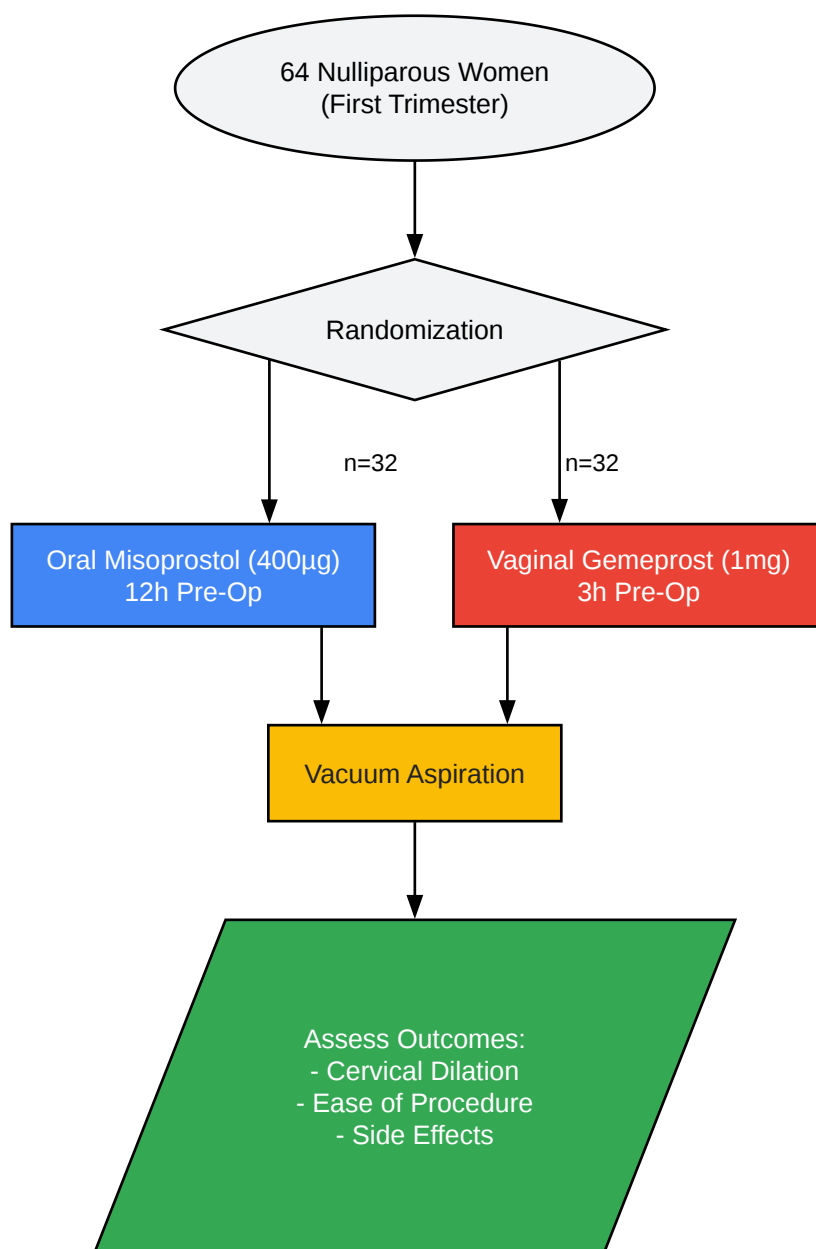 64 Nulliparous Women
(First Trimester)
Randomization
n=32
n=32
Oral Misoprostol (400µg)
12h Pre-Op
Vaginal Gemeprost (1mg)
3h Pre-Op
Vacuum Aspiration
Assess Outcomes:
- Cervical Dilation
- Ease of Procedure
- Side Effects